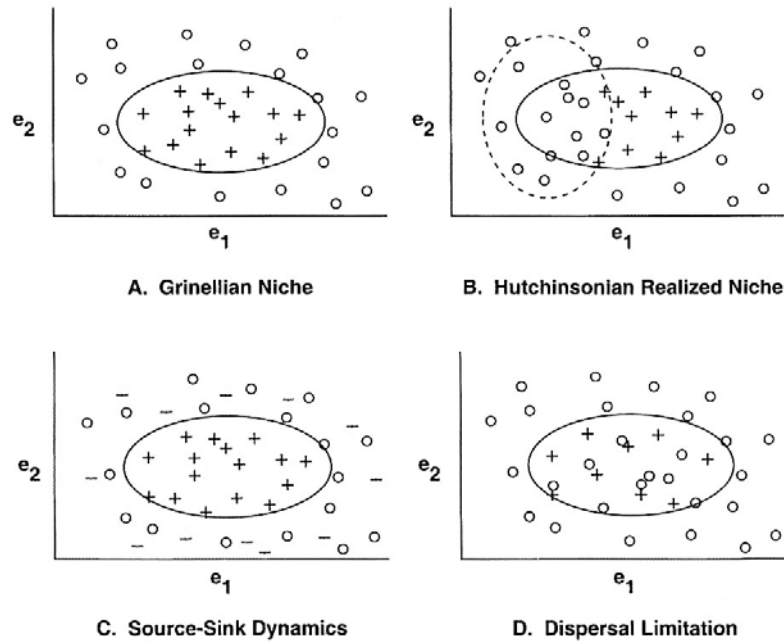 e2
e1
A. Grinellian Niche
e2
e1
B. Hutchinsonian Realized Niche
e2
e1
C. Source-Sink Dynamics
e2
e1
D. Dispersal Limitation